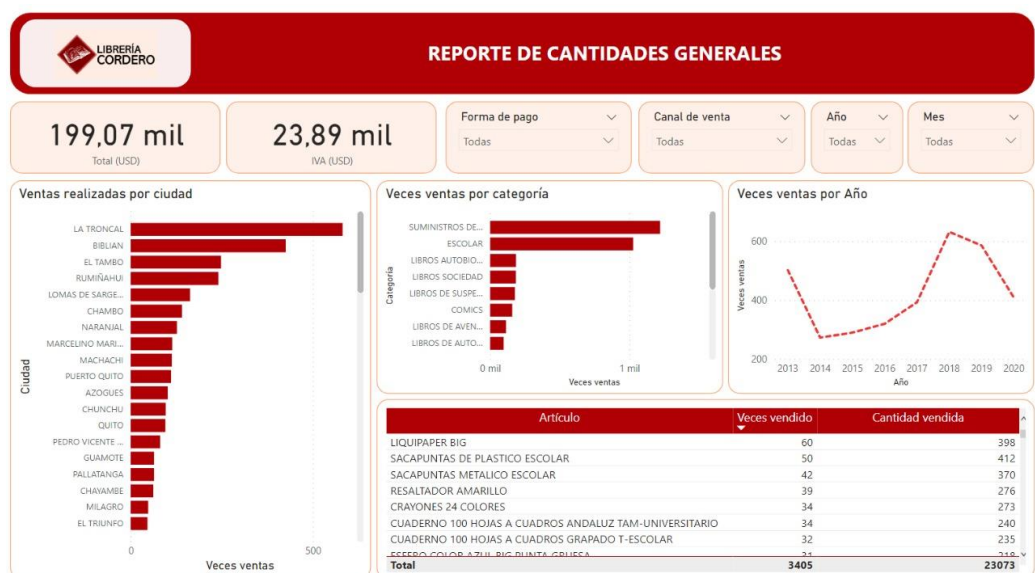 LIBRERÍA
CORDERO
REPORTE DE CANTIDADES GENERALES
199,07 mil
Total (USD)
23,89 mil
IVA (USD)
Forma de pago
Todas
Canal de venta
Todas
Año
Todas
Mes
Todas
Ventas realizadas por ciudad
Ciudad
LA TRONCAL
BIBLIAN
EL TAMBO
RUMIÑAHUI
LOMAS DE SARGE...
CHAMBO
NARANJAL
MARCELINO MARI...
MACHACHI
PUERTO QUITO
AZOGUES
CHUNCHU
QUITO
PEDRO VICENTE ...
GUAMOTE
PALLATANGA
CHAYAMBE
MILAGRO
EL TRIUNFO
0 500
Veces ventas
Veces ventas por categoría
Categoría
SUMINISTROS DE...
ESCOLAR
LIBROS AUTOBIO...
LIBROS SOCIEDAD
LIBROS DE SUSPE...
COMICS
LIBROS DE AVEN...
LIBROS DE AUTO...
0 mil 1 mil
Veces ventas
Veces ventas por Año
Veces ventas
600
400
200
2013 2014 2015 2016 2017 2018 2019 2020
Año
Artículo Veces vendido Cantidad vendida
LIQUIPAPER BIG 60 398
SACAPUNTAS DE PLASTICO ESCOLAR 50 412
SACAPUNTAS METALICO ESCOLAR 42 370
RESALTADOR AMARILLO 39 276
CRAYONES 24 COLORES 34 273
CUADERNO 100 HOJAS A CUADROS ANDALUZ TAM-UNIVERSITARIO 34 240
CUADERNO 100 HOJAS A CUADROS GRAPADO T-ESCOLAR 32 235
ESFERO COLOR AZUL BIG PUNTA GRUESA 31 218
Total 3405 23073